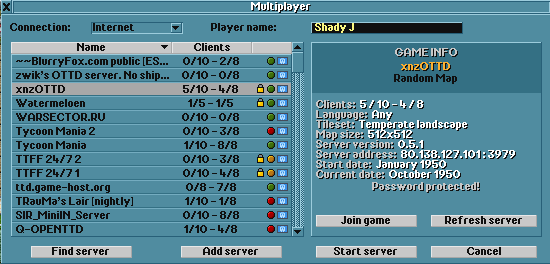 Multiplayer
Connection: Internet Player name: Shady J
Name Clients
~~BlurryFox.com public [ES... 0/10 - 2/8
zwik's OTTD server. No ship... 0/10 - 0/8
xnzOTTD 5/10 - 4/8
Watermeloen 1/5 - 1/5
WARSECTOR.RU 0/10 - 0/8
Tycoon Mania 2 0/10 - 3/8
Tycoon Mania 1/10 - 8/8
TTFF 24/7 2 0/10 - 3/8
TTFF 24/7 1 0/10 - 4/8
ttd.game-host.org 0/8 - 7/8
TRauMa's Lair [nightly] 0/10 - 1/8
SIR_MiniIN_Server 0/10 - 8/8
Q-OPENTTD 0/10 - 0/8
GAME INFO
xnzOTTD
Random Map
Clients: 5 / 10 - 4 / 8
Language: Any
Tileset: Temperate landscape
Map size: 512x512
Server version: 0.5.1
Server address: 80.138.127.101 : 3979
Start date: January 1950
Current date: October 1950
Password protected!
Join game Refresh server
Find server Add server Start server Cancel